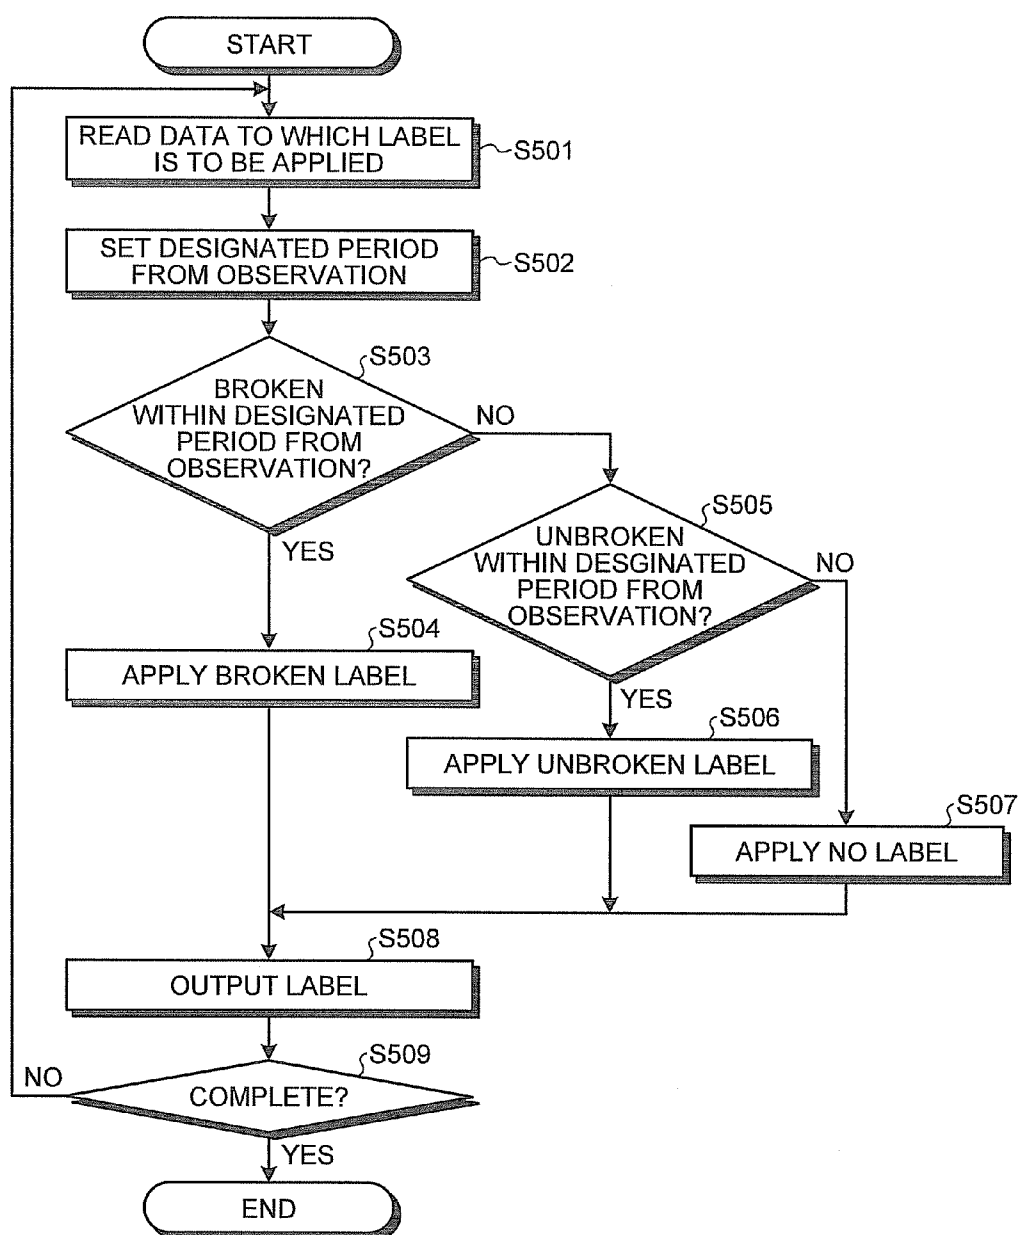 START
READ DATA TO WHICH LABEL
IS TO BE APPLIED
S501
SET DESIGNATED PERIOD
FROM OBSERVATION
S502
S503
BROKEN
WITHIN DESIGNATED
PERIOD FROM
OBSERVATION?
NO
YES
S505
UNBROKEN
WITHIN DESGINATED
PERIOD FROM
OBSERVATION?
NO
YES
S504
APPLY BROKEN LABEL
S506
APPLY UNBROKEN LABEL
S507
APPLY NO LABEL
S508
OUTPUT LABEL
S509
COMPLETE?
NO
YES
END